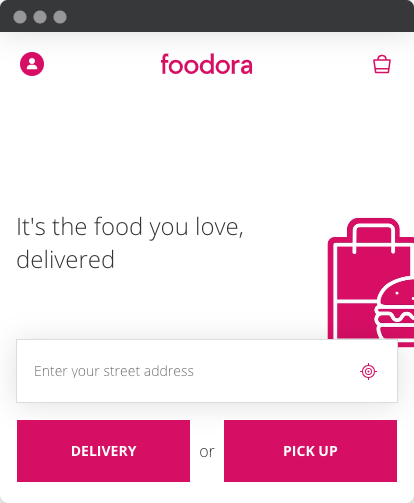 foodora
It's the food you love,
delivered
Enter your street address
DELIVERY
or
PICK UP